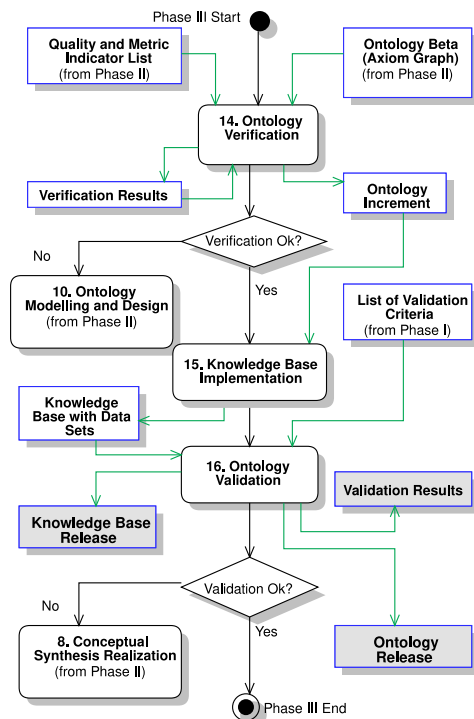 Phase III Start
Quality and Metric
Indicator List
(from Phase II)
Ontology Beta
(Axiom Graph)
(from Phase II)
14. Ontology
Verification
Verification Results
Ontology
Increment
Verification Ok?
No
Yes
10. Ontology
Modelling and Design
(from Phase II)
List of Validation
Criteria
(from Phase I)
15. Knowledge Base
Implementation
Knowledge
Base with Data
Sets
16. Ontology
Validation
Validation Results
Knowledge Base
Release
Validation Ok?
No
Yes
8. Conceptual
Synthesis Realization
(from Phase II)
Ontology
Release
Phase III End